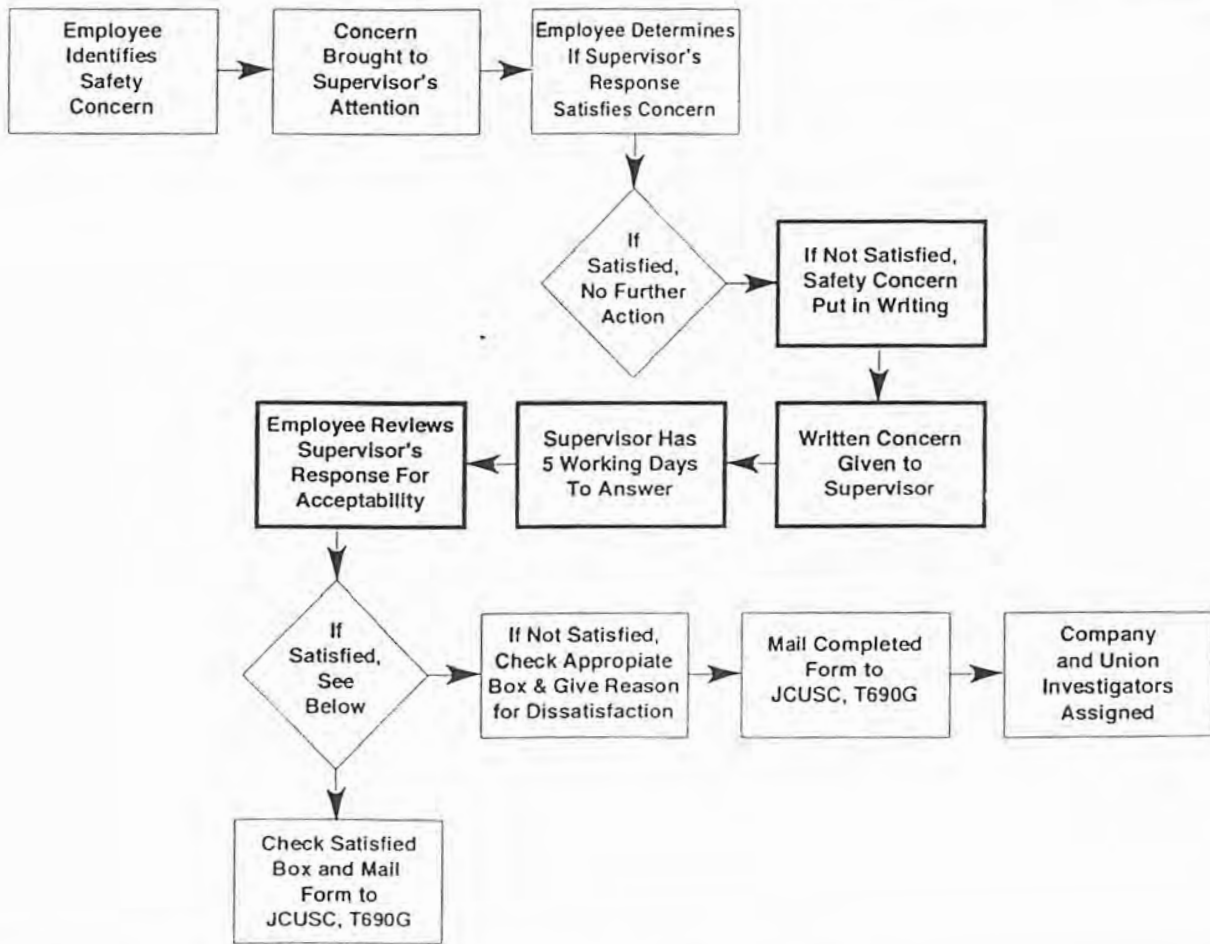 Employee
Identifies
Safety
Concern
Concern
Brought to
Supervisor's
Attention
Employee Determines
If Supervisor's
Response
Satisfies Concern
If
Satisfied,
No Further
Action
If Not Satisfied,
Safety Concern
Put in Writing
Written Concern
Given to
Supervisor
Supervisor Has
5 Working Days
To Answer
Employee Reviews
Supervisor's
Response For
Acceptability
If
Satisfied,
See
Below
If Not Satisfied,
Check Appropiate
Box & Give Reason
for Dissatisfaction
Mail Completed
Form to
JCUSC, T690G
Company
and Union
Investigators
Assigned
Check Satisfied
Box and Mail
Form to
JCUSC, T690G